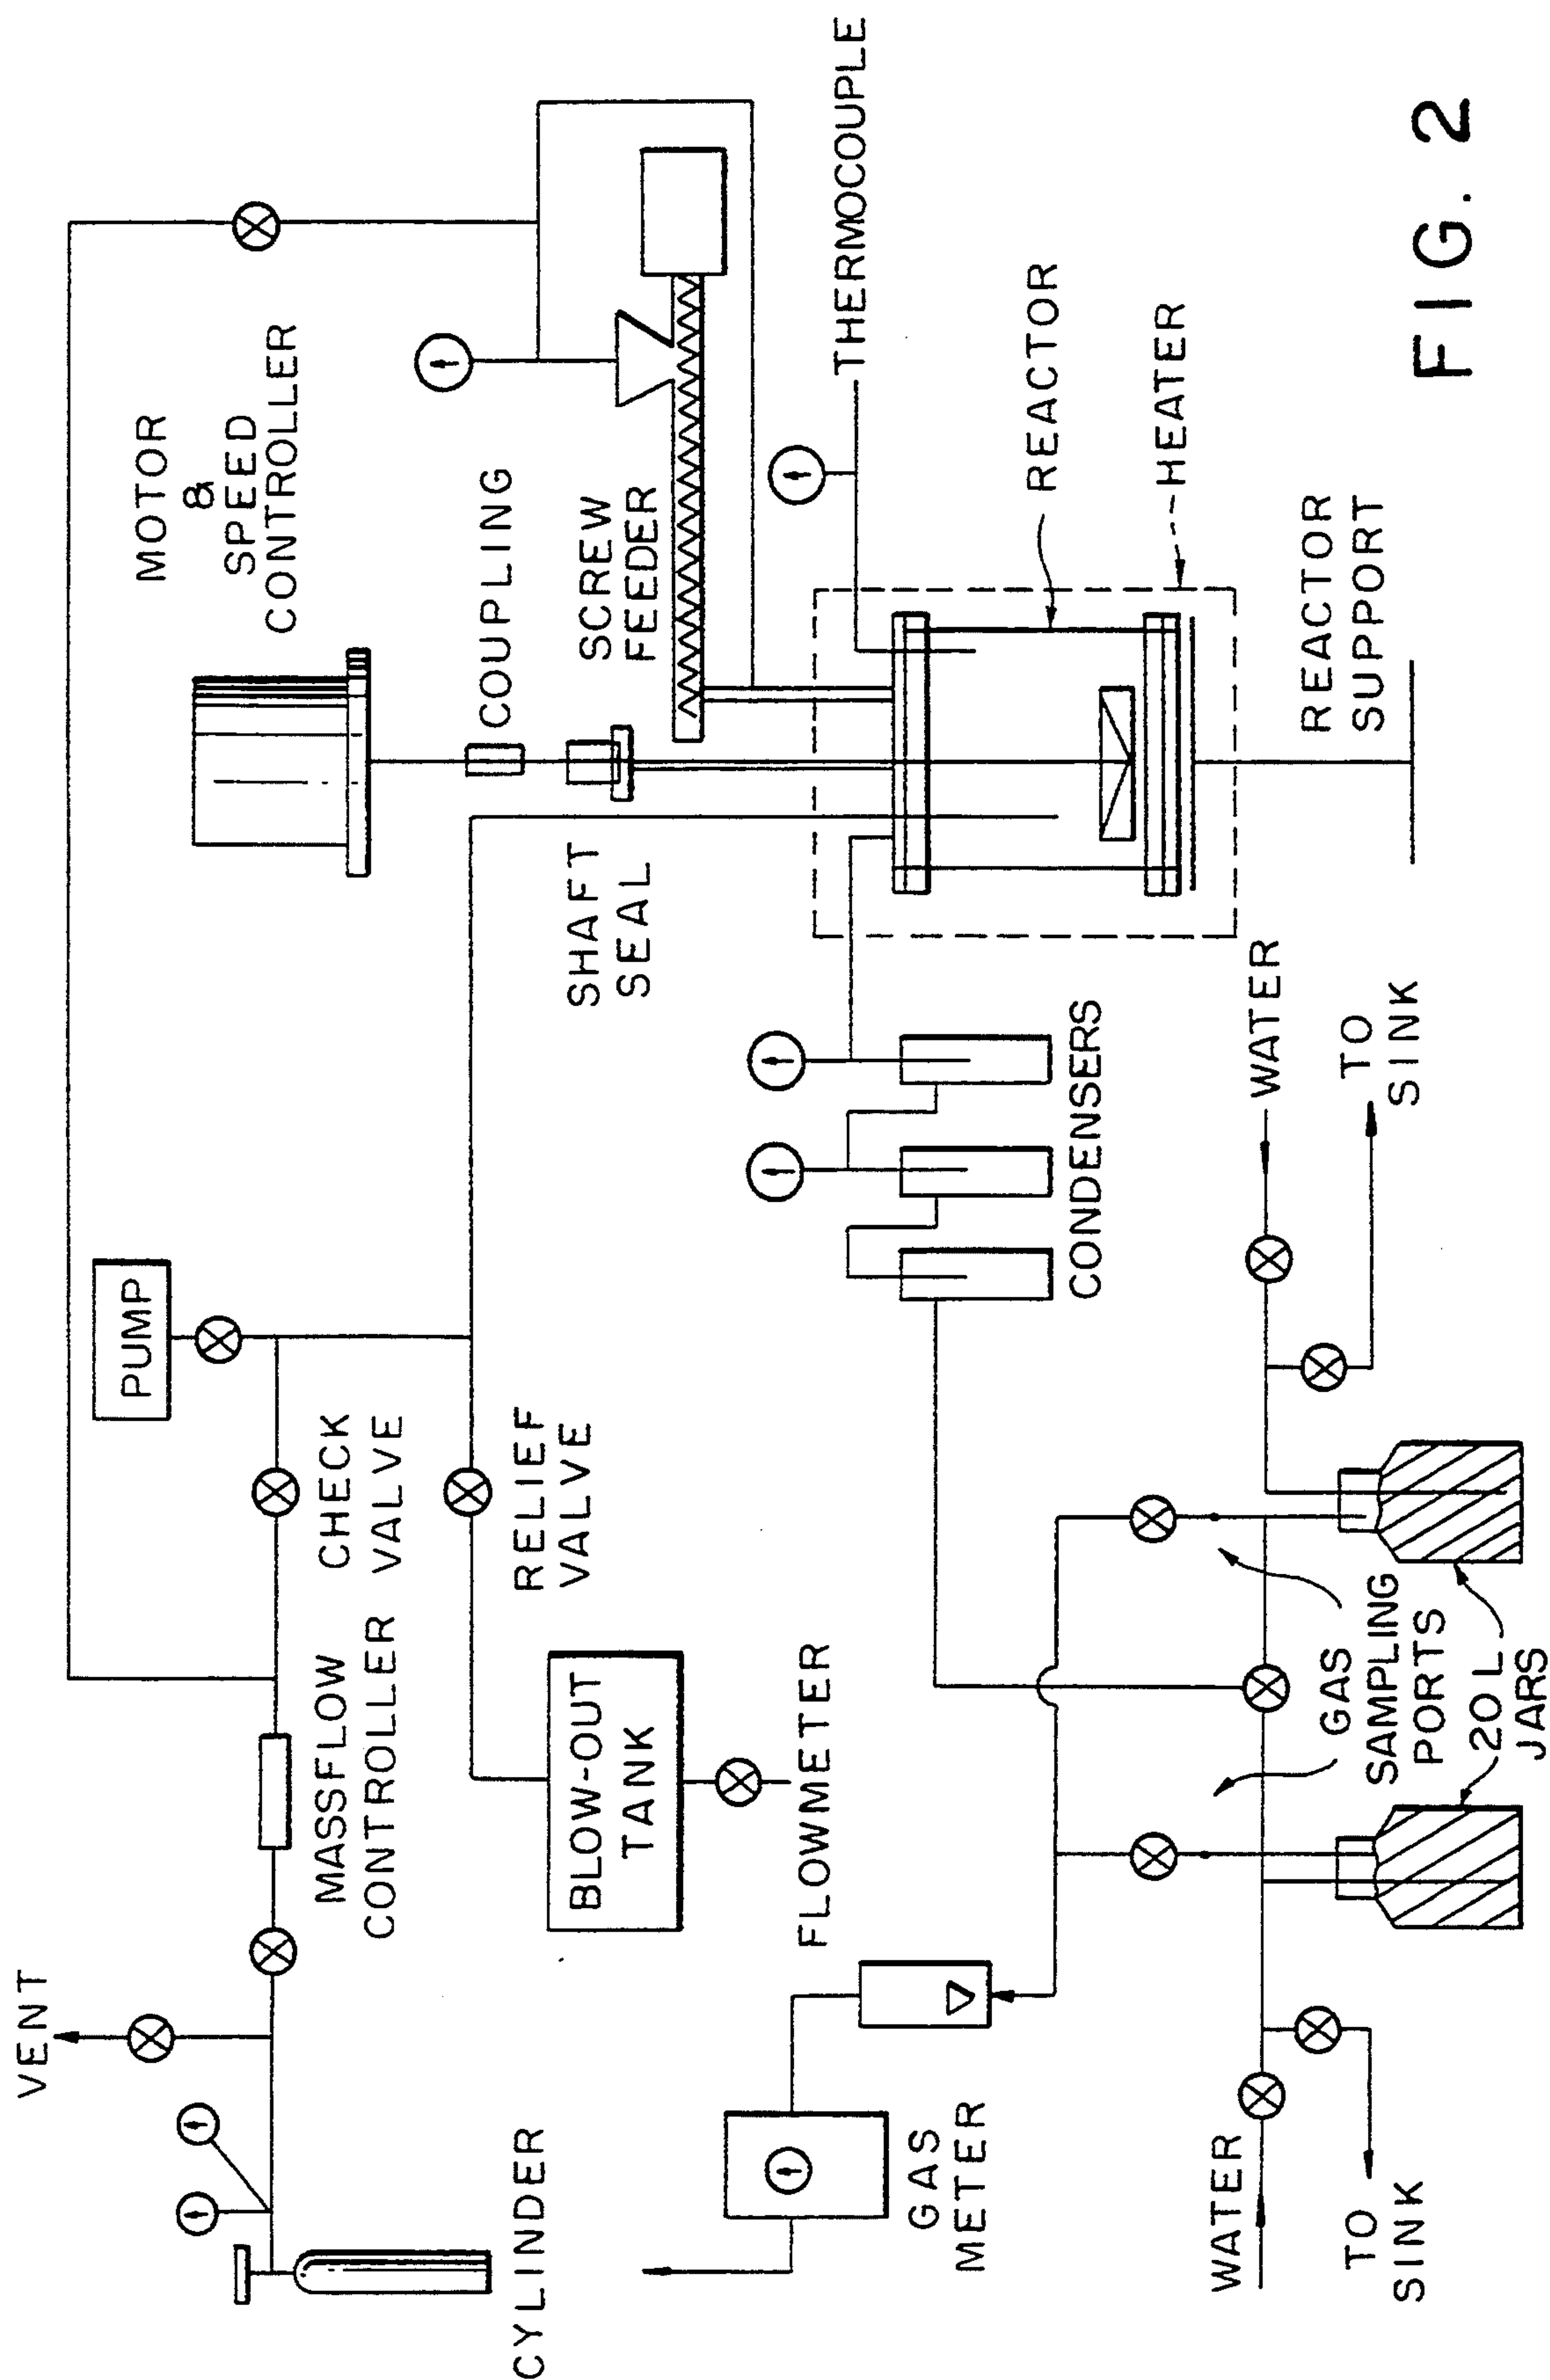 VENT
PUMP
MOTOR
&
SPEED
CONTROLLER
MASSFLOW
CONTROLLER
CHECK
VALVE
CYLINDER
RELIEF
VALVE
COUPLING
BLOW-OUT
TANK
SHAFT
SEAL
SCREW
FEEDER
FLOWMETER
THERMOCOUPLE
GAS
METER
CONDENSERS
REACTOR
HEATER
WATER
WATER
GAS
SAMPLING
PORTS
TO
SINK
TO
SINK
REACTOR
SUPPORT
20 L
JARS
FIG. 2